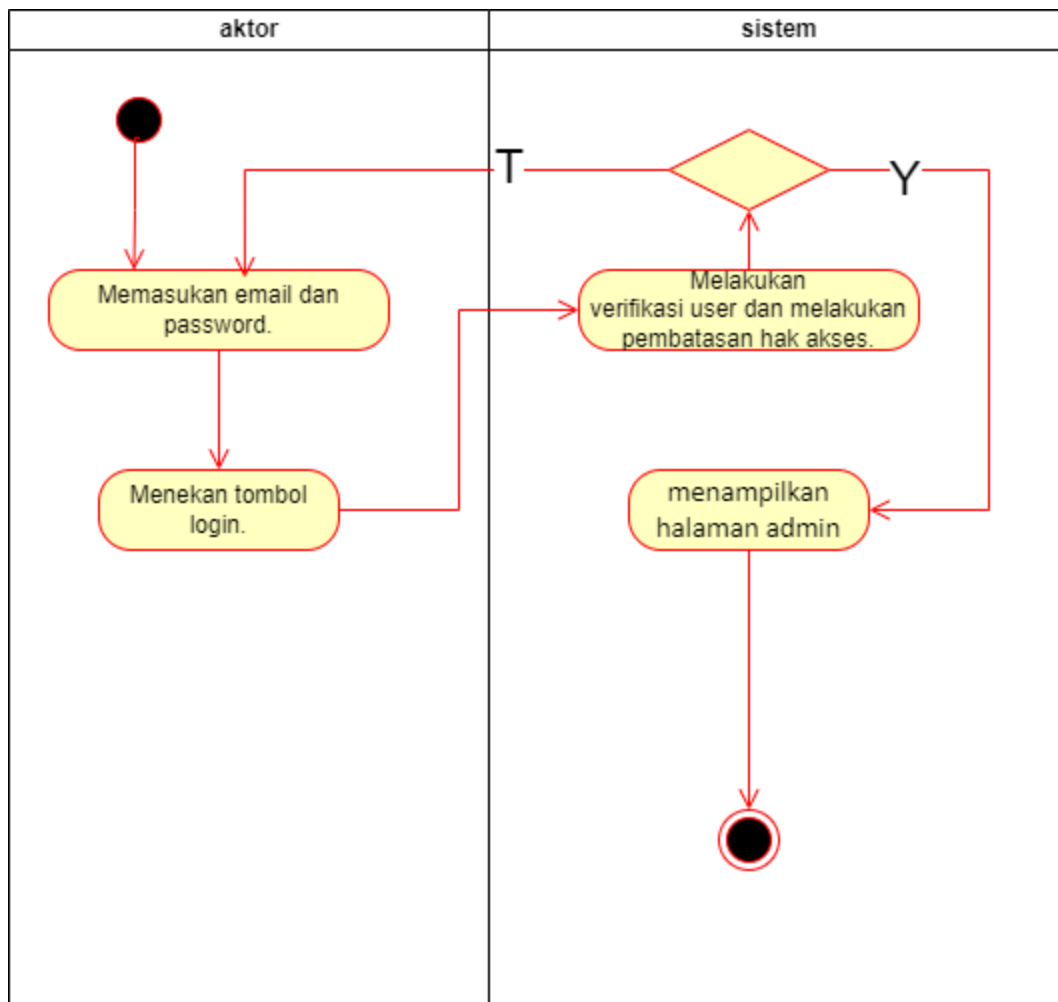 aktor
sistem
T
Y
Memasukan email dan
password.
Melakukan
verifikasi user dan melakukan
pembatasan hak akses.
Menekan tombol
login.
menampilkan
halaman admin